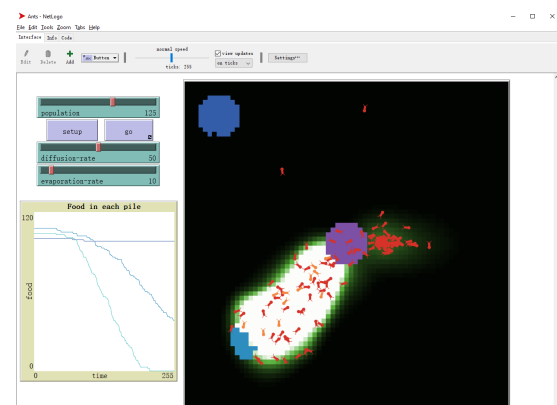 Ants - NetLogo
File Edit Tools Zoom Tabs Help
Interface Info Code
normal speed
view updates
Edit Delete Add
Button
on ticks
Settings...
ticks: 255
population 125
setup go
diffusion-rate 50
evaporation-rate 10
Food in each pile
120
food
0
0 time 255